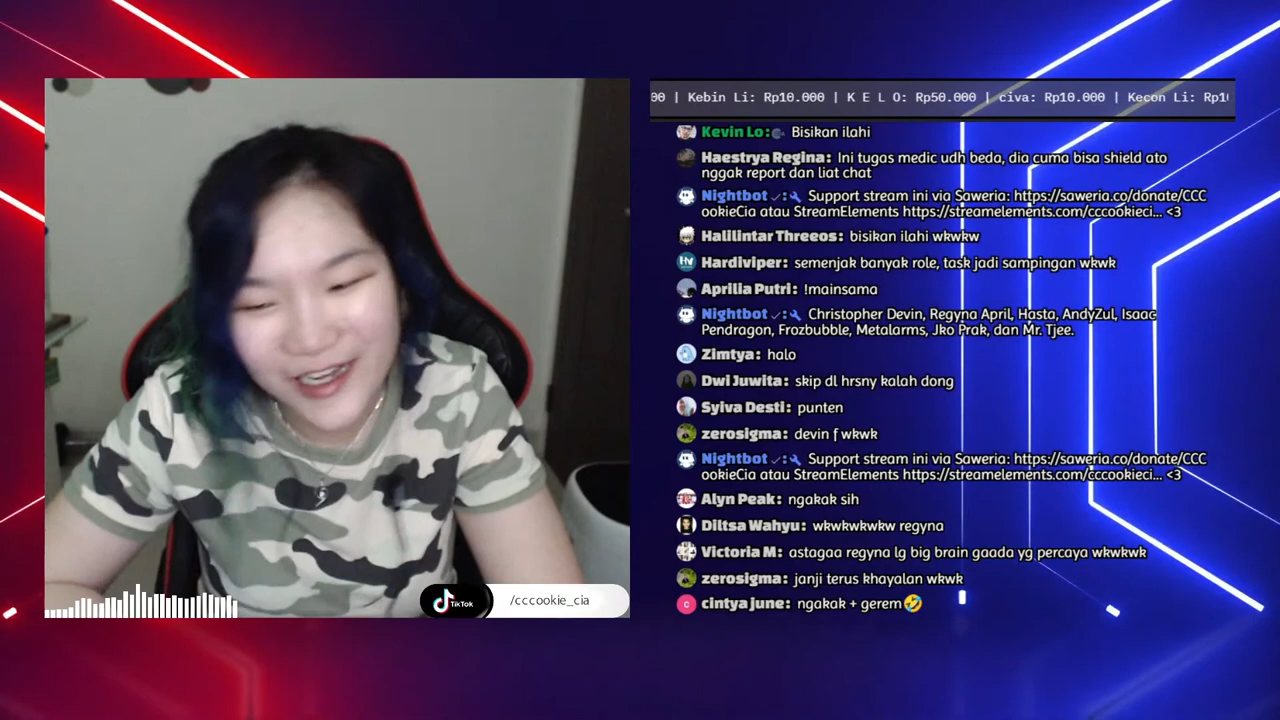 00 | Kebin Li: Rp10.000 | K E L O: Rp50.000 | civa: Rp10.000 | Kecon Li: Rp10
Kevin Lo: Bisikan ilahi
Haestrya Regina: Ini tugas medic udh beda, dia cuma bisa shield ato
nggak report dan liat chat
Nightbot ✓: Support stream ini via Saweria: https://saweria.co/donate/CCC
ookieCia atau StreamElements https://streamelements.com/cccookieci... <3
Halilintar Threeos: bisikan ilahi wkwkw
Hardiviper: semenjak banyak role, task jadi sampingan wkwk
Aprilia Putri: !mainsama
Nightbot ✓: Christopher Devin, Regyna April, Hasta, AndyZul, Isaac
Pendragon, Frozbubble, Metalarms, Jko Prak, dan Mr. Tjee.
Zimtya: halo
Dwi Juwita: skip dl hrsny kalah dong
Syiva Desti: punten
zerosigma: devin f wkwk
Nightbot ✓: Support stream ini via Saweria: https://saweria.co/donate/CCC
ookieCia atau StreamElements https://streamelements.com/cccookieci... <3
Alyn Peak: ngakak sih
Diltsa Wahyu: wkwkwkwkw regyna
Victoria M: astagaa regyna lg big brain gaada yg percaya wkwkwk
zerosigma: janji terus khayalan wkwk
c cintya june: ngakak + gerem🤣
TikTok /cccookie_cia